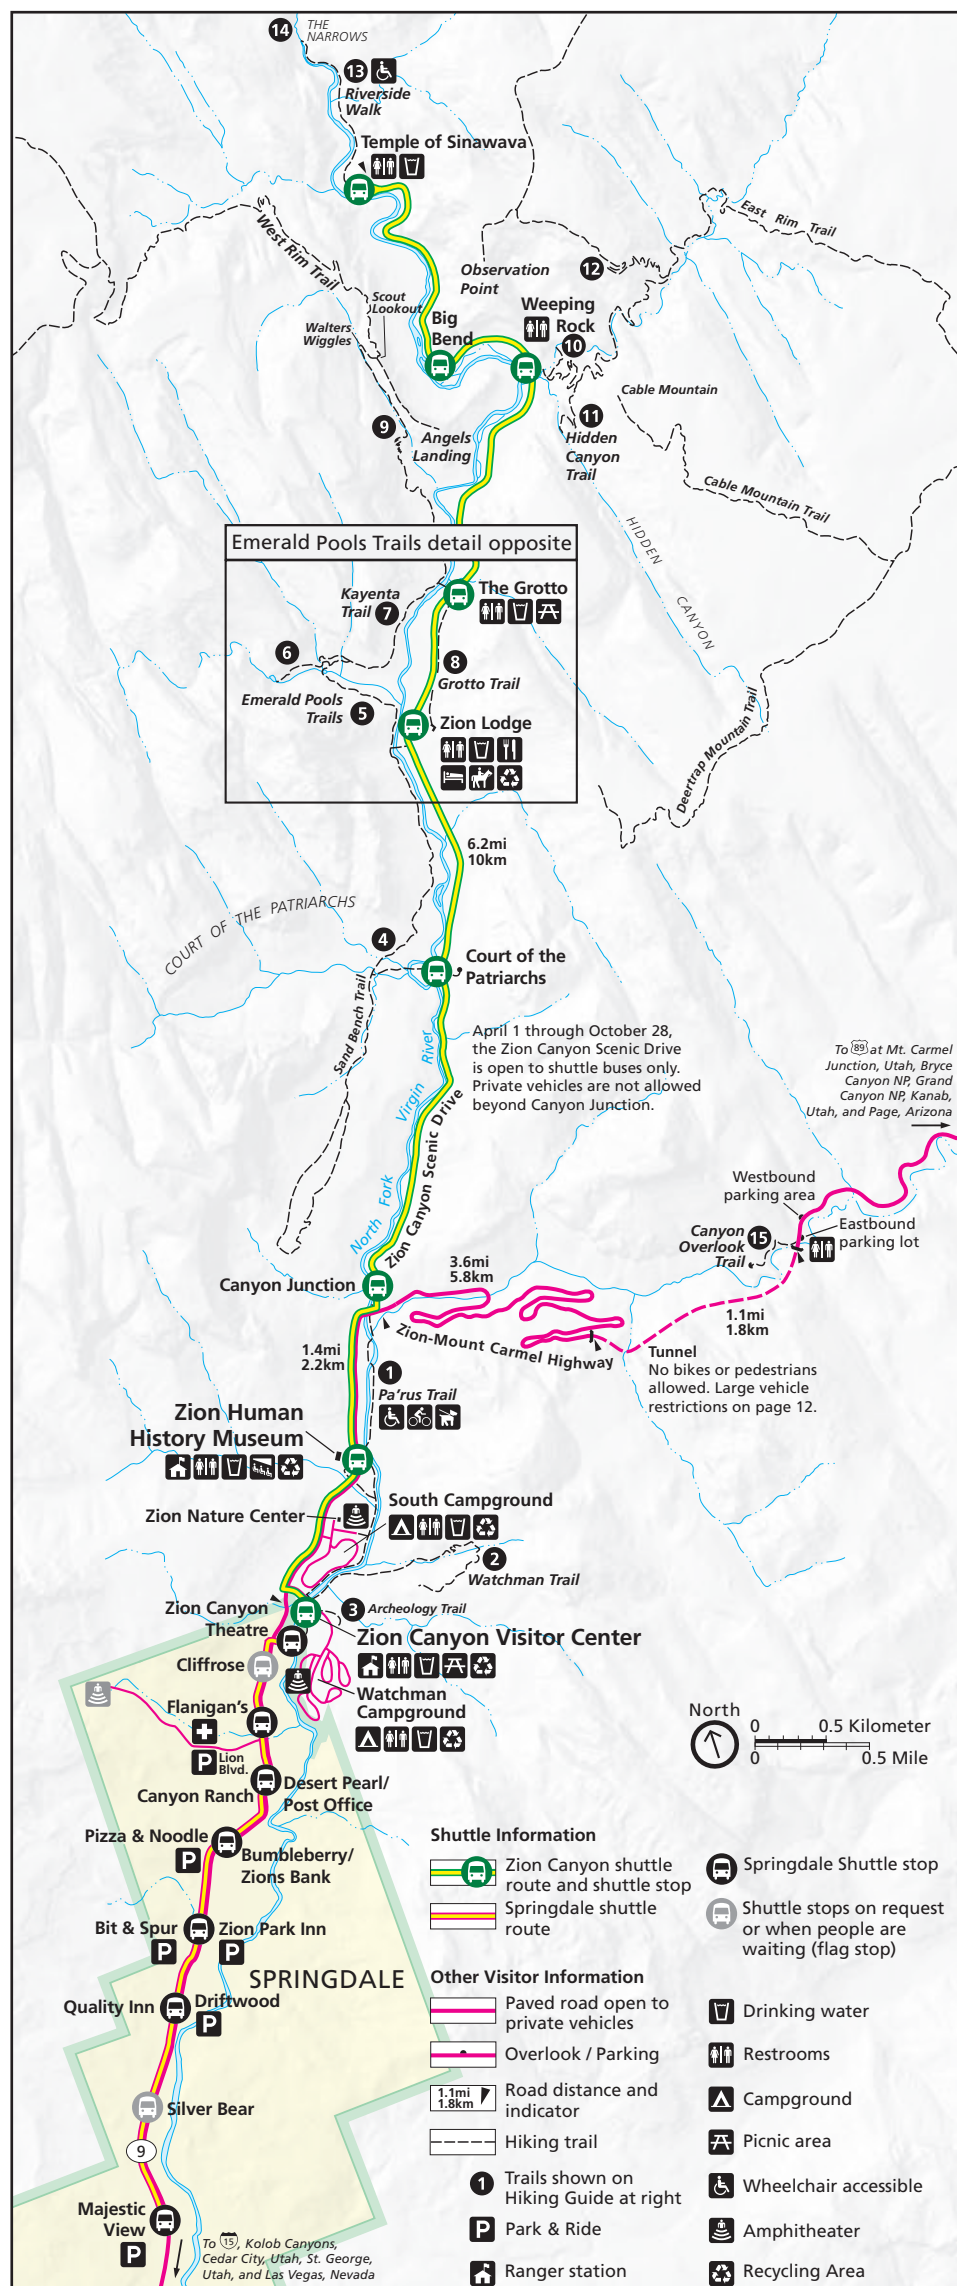 14
THE
NARROWS
13
Riverside
Walk
Temple of Sinawava
West Rim Trail
East Rim Trail
Observation
Point
12
Scout
Lookout
Walters
Wiggles
Big
Bend
Weeping
Rock
10
Cable Mountain
9
11
Angels
Landing
Hidden
Canyon
Trail
Cable Mountain Trail
HIDDEN
CANYON
Emerald Pools Trails detail opposite
The Grotto
Kayenta
Trail
7
6
8
Grotto Trail
Emerald Pools
Trails
5
Zion Lodge
Deertrap Mountain Trail
6.2mi
10km
COURT OF THE PATRIARCHS
4
Court of the
Patriarchs
Sand Bench Trail
April 1 through October 28,
the Zion Canyon Scenic Drive
is open to shuttle buses only.
Private vehicles are not allowed
beyond Canyon Junction.
To 89 at Mt. Carmel
Junction, Utah, Bryce
Canyon NP, Grand
Canyon NP, Kanab,
Utah, and Page, Arizona
North Fork Virgin River
Zion Canyon Scenic Drive
Westbound
parking area
Canyon
Overlook
Trail
15
Eastbound
parking lot
Canyon Junction
3.6mi
5.8km
1.1mi
1.8km
Zion-Mount Carmel Highway
1.4mi
2.2km
Tunnel
No bikes or pedestrians
allowed. Large vehicle
restrictions on page 12.
1
Pa'rus Trail
Zion Human
History Museum
South Campground
Zion Nature Center
2
Watchman Trail
3
Archeology Trail
Zion Canyon
Theatre
Zion Canyon Visitor Center
Cliffrose
Watchman
Campground
Flanigan's
P
Lion
Blvd.
Canyon Ranch
Desert Pearl/
Post Office
Pizza & Noodle
P
Bumbleberry/
Zions Bank
Bit & Spur
P
Zion Park Inn
P
SPRINGDALE
Quality Inn
Driftwood
P
Silver Bear
9
Majestic
View
P
To 15, Kolob Canyons,
Cedar City, Utah, St. George,
Utah, and Las Vegas, Nevada
North
0
0.5 Kilometer
0
0.5 Mile
Shuttle Information
Zion Canyon shuttle
route and shuttle stop
Springdale shuttle
route
Springdale Shuttle stop
Shuttle stops on request
or when people are
waiting (flag stop)
Other Visitor Information
Paved road open to
private vehicles
Overlook / Parking
1.1mi
1.8km
Road distance and
indicator
Hiking trail
1
Trails shown on
Hiking Guide at right
P
Park & Ride
Ranger station
Drinking water
Restrooms
Campground
Picnic area
Wheelchair accessible
Amphitheater
Recycling Area